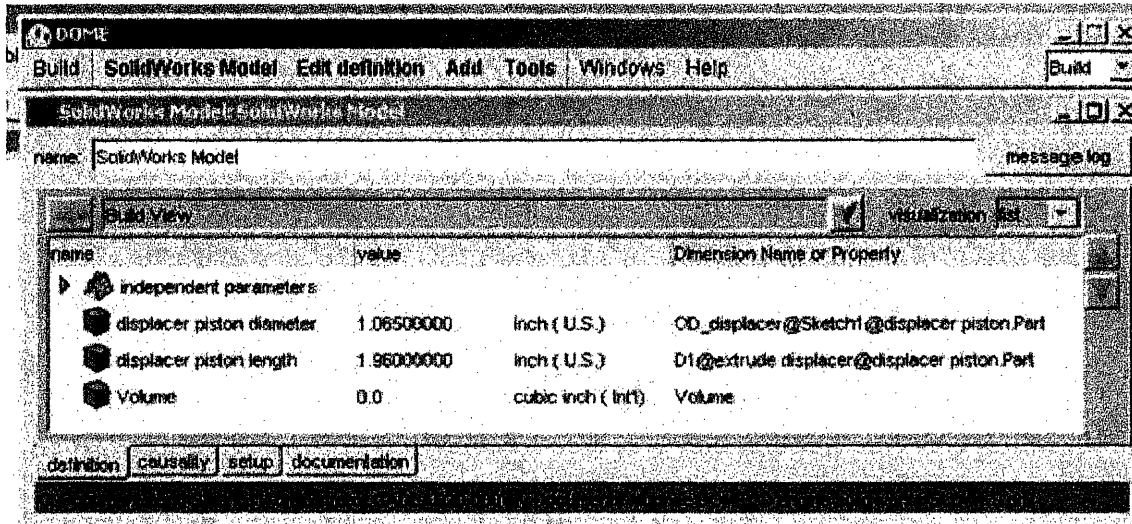 DOME
Build SolidWorks Model Edit definition Add Tools Windows Help Build
SolidWorks Model: SolidWorks Model
name: SolidWorks Model message log
Build View visualization: list
name value Dimension Name or Property
independent parameters
displacer piston diameter 1.06500000 inch ( U.S.) OD_displacer@Sketch1@displacer piston.Part
displacer piston length 1.96000000 inch ( U.S.) D1@extrude displacer@displacer piston.Part
Volume 0.0 cubic inch ( Int'l) Volume
definition causality setup documentation